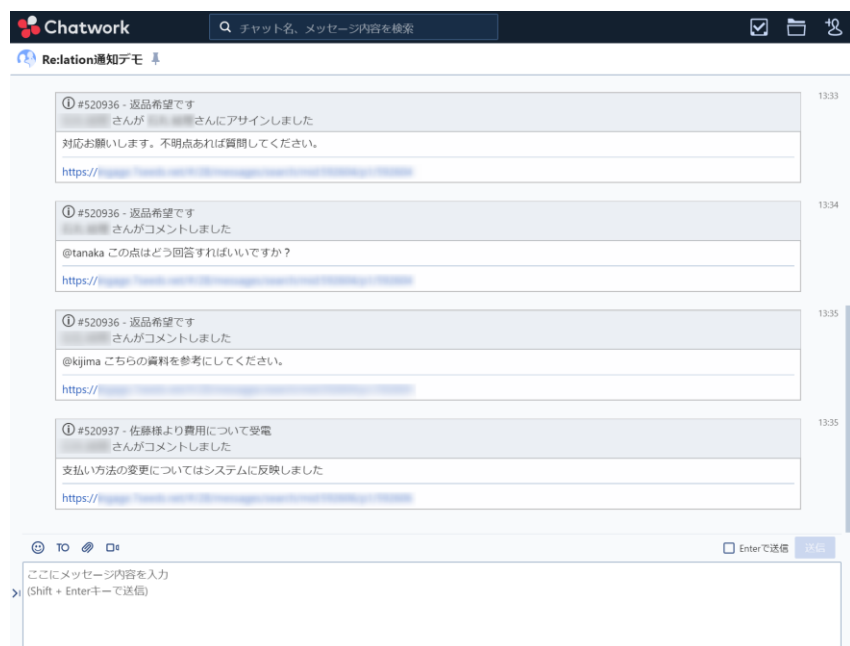 Chatwork
チャット名、メッセージ内容を検索
Re:lation通知デモ
#520936 - 返品希望です
13:33
さんが さんにアサインしました
対応お願いします。不明点あれば質問してください。
https://
#520936 - 返品希望です
13:34
さんがコメントしました
@tanaka この点はどう回答すればいいですか？
https://
#520936 - 返品希望です
13:35
さんがコメントしました
@kijima こちらの資料を参考にしてください。
https://
#520937 - 佐藤様より費用について受電
13:35
さんがコメントしました
支払い方法の変更についてはシステムに反映しました
https://
TO
Enterで送信
送信
ここにメッセージ内容を入力
(Shift + Enterキーで送信)